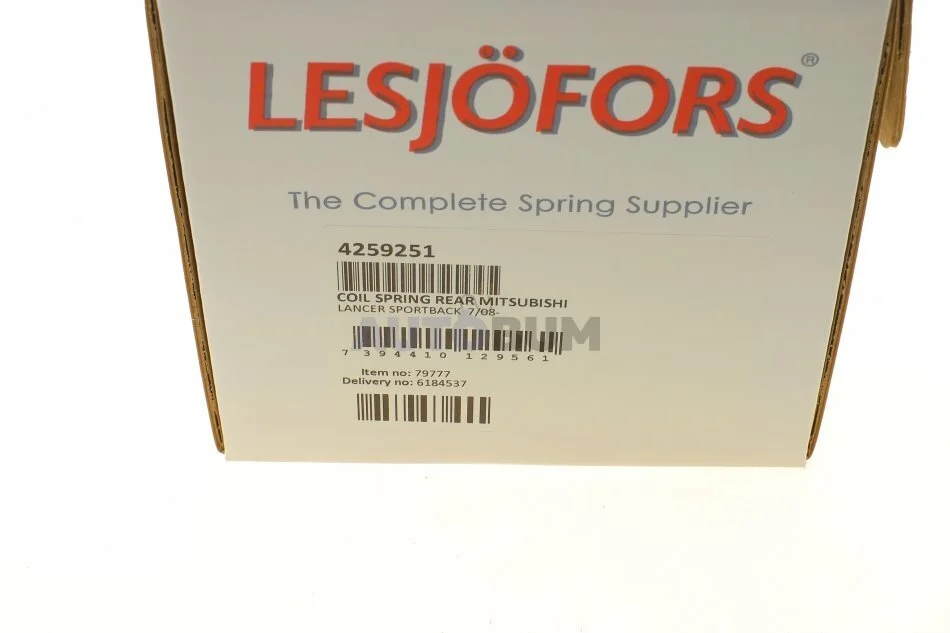 LESJÖFORS®
The Complete Spring Supplier
4259251
COIL SPRING REAR MITSUBISHI
LANCER SPORTBACK 7/08-
AUTOBUM
7 394410 129561
Item no: 79777
Delivery no: 6184537